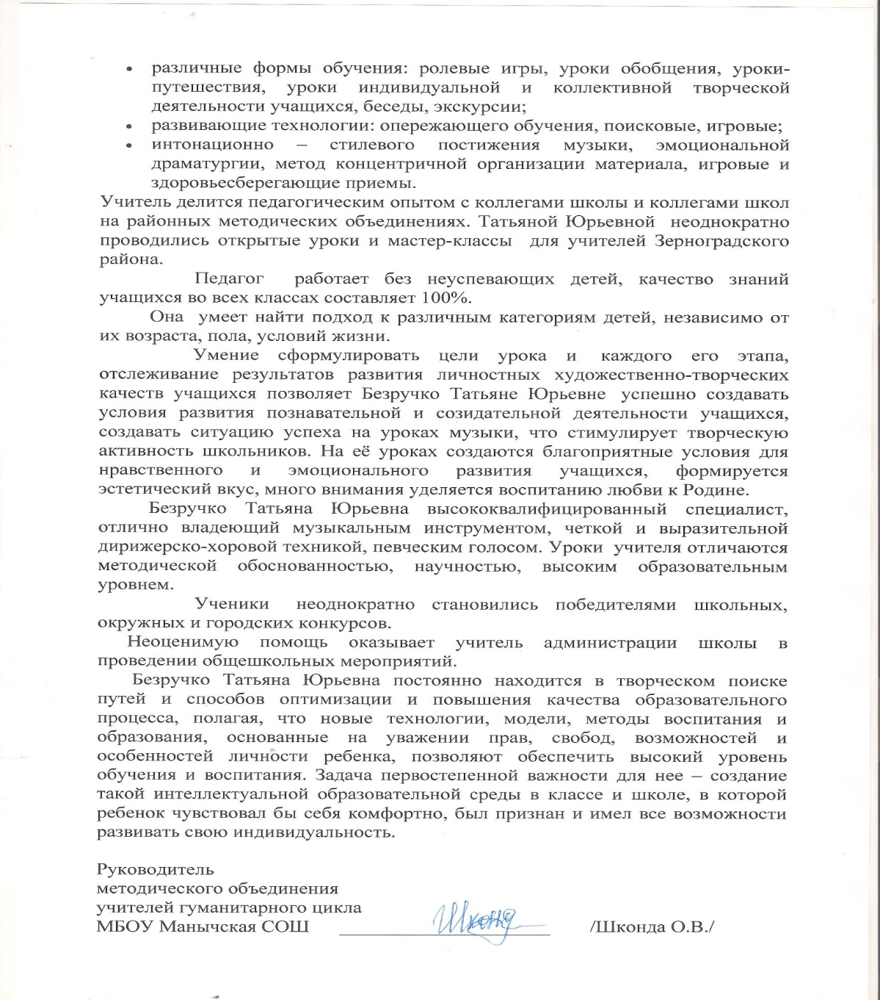 • различные формы обучения: ролевые игры, уроки обобщения, уроки-
путешествия, уроки индивидуальной и коллективной творческой
деятельности учащихся, беседы, экскурсии;
• развивающие технологии: опережающего обучения, поисковые, игровые;
• интонационно – стилевого постижения музыки, эмоциональной
драматургии, метод концентричной организации материала, игровые и
здоровьесберегающие приемы.
Учитель делится педагогическим опытом с коллегами школы и коллегами школ
на районных методических объединениях. Татьяной Юрьевной неоднократно
проводились открытые уроки и мастер-классы для учителей Зерноградского
района.
Педагог работает без неуспевающих детей, качество знаний
учащихся во всех классах составляет 100%.
Она умеет найти подход к различным категориям детей, независимо от
их возраста, пола, условий жизни.
Умение сформулировать цели урока и каждого его этапа,
отслеживание результатов развития личностных художественно-творческих
качеств учащихся позволяет Безручко Татьяне Юрьевне успешно создавать
условия развития познавательной и созидательной деятельности учащихся,
создавать ситуацию успеха на уроках музыки, что стимулирует творческую
активность школьников. На её уроках создаются благоприятные условия для
нравственного и эмоционального развития учащихся, формируется
эстетический вкус, много внимания уделяется воспитанию любви к Родине.
Безручко Татьяна Юрьевна высококвалифицированный специалист,
отлично владеющий музыкальным инструментом, четкой и выразительной
дирижерско-хоровой техникой, певческим голосом. Уроки учителя отличаются
методической обоснованностью, научностью, высоким образовательным
уровнем.
Ученики неоднократно становились победителями школьных,
окружных и городских конкурсов.
Неоценимую помощь оказывает учитель администрации школы в
проведении общешкольных мероприятий.
Безручко Татьяна Юрьевна постоянно находится в творческом поиске
путей и способов оптимизации и повышения качества образовательного
процесса, полагая, что новые технологии, модели, методы воспитания и
образования, основанные на уважении прав, свобод, возможностей и
особенностей личности ребенка, позволяют обеспечить высокий уровень
обучения и воспитания. Задача первостепенной важности для нее – создание
такой интеллектуальной образовательной среды в классе и школе, в которой
ребенок чувствовал бы себя комфортно, был признан и имел все возможности
развивать свою индивидуальность.
Руководитель
методического объединения
учителей гуманитарного цикла
МБОУ Манычская СОШ Шконда /Шконда О.В./